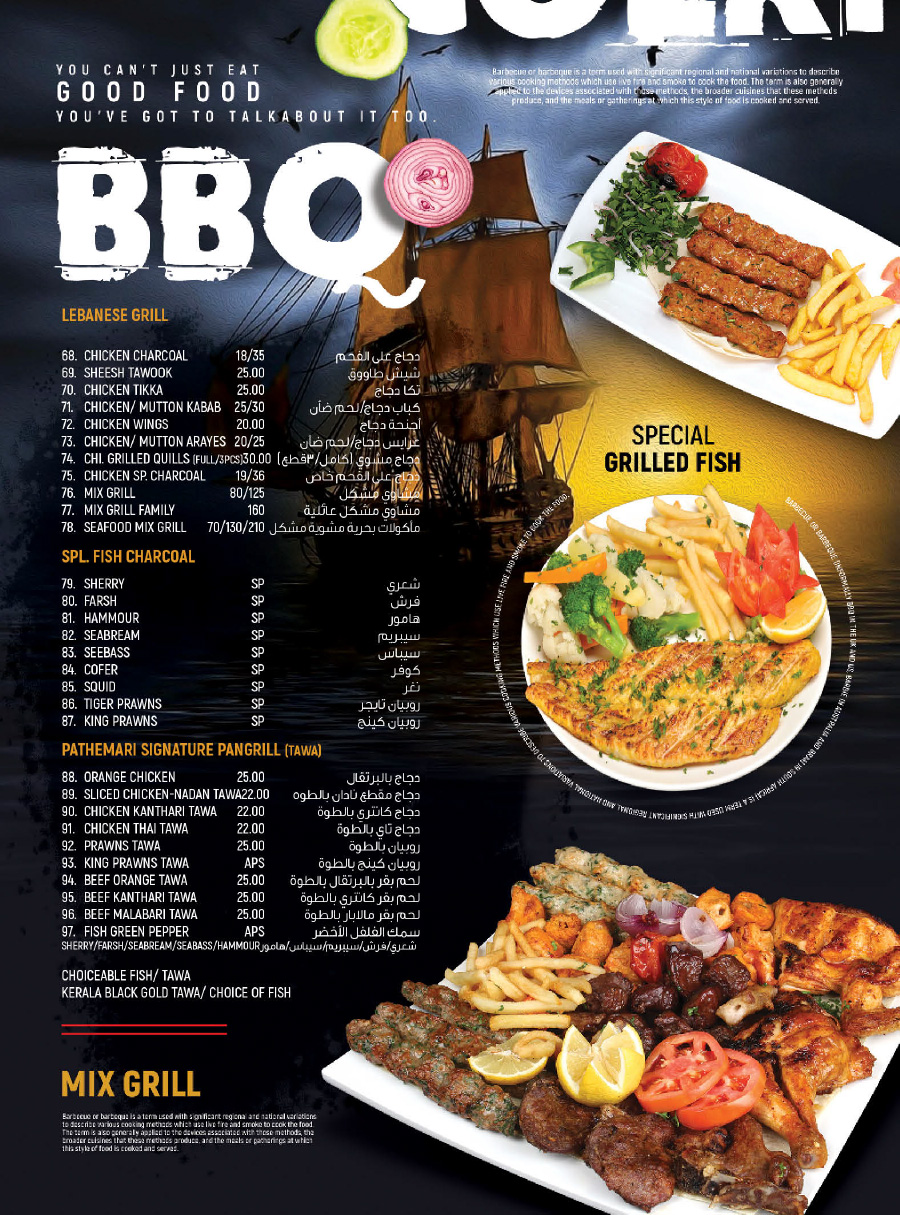 YOU CAN'T JUST EAT
GOOD FOOD
YOU'VE GOT TO TALKABOUT IT TOO.
Barbecue or barbeque is a term used with significant regional and national variations to describe
various cooking methods which use live fire and smoke to cook the food. The term is also generally
applied to the devices associated with those methods, the broader cuisines that these methods
produce, and the meals or gatherings at which this style of food is cooked and served.
BBQ
LEBANESE GRILL
68. CHICKEN CHARCOAL 18/35 دجاج على الفحم
69. SHEESH TAWOOK 25.00 شيش طاووق
70. CHICKEN TIKKA 25.00 تكا دجاج
71. CHICKEN/ MUTTON KABAB 25/30 كباب دجاج/لحم ضأن
72. CHICKEN WINGS 20.00 أجنحة دجاج
73. CHICKEN/ MUTTON ARAYES 20/25 عرايس دجاج/لحم ضأن
74. CHI. GRILLED QUILLS (FULL/3PCS)30.00 دجاج مشوي (كامل/٣قطع)
75. CHICKEN SP. CHARCOAL 19/36 دجاج على الفحم خاص
76. MIX GRILL 80/125 مشاوي مشكل
77. MIX GRILL FAMILY 160 مشاوي مشكل عائلية
78. SEAFOOD MIX GRILL 70/130/210 مأكولات بحرية مشوية مشكل
SPL. FISH CHARCOAL
79. SHERRY SP شعري
80. FARSH SP فرش
81. HAMMOUR SP هامور
82. SEABREAM SP سيبريم
83. SEEBASS SP سيباس
84. COFER SP كوفر
85. SQUID SP نغر
86. TIGER PRAWNS SP روبيان تايجر
87. KING PRAWNS SP روبيان كينج
PATHEMARI SIGNATURE PANGRILL (TAWA)
88. ORANGE CHICKEN 25.00 دجاج بالبرتقال
89. SLICED CHICKEN-NADAN TAWA22.00 دجاج مقطع نادان بالطوه
90. CHICKEN KANTHARI TAWA 22.00 دجاج كانتري بالطوة
91. CHICKEN THAI TAWA 22.00 دجاج تاي بالطوة
92. PRAWNS TAWA 25.00 روبيان بالطوة
93. KING PRAWNS TAWA APS روبيان كينج بالطوة
94. BEEF ORANGE TAWA 25.00 لحم بقر بالبرتقال بالطوة
95. BEEF KANTHARI TAWA 25.00 لحم بقر كانتري بالطوة
96. BEEF MALABARI TAWA 25.00 لحم بقر مالابار بالطوة
97. FISH GREEN PEPPER APS سمك الفلفل الأخضر
SHERRY/FARSH/SEABREAM/SEABASS/HAMMOUR شعري/فرش/سيبريم/سيباس/هامور
CHOICEABLE FISH/ TAWA
KERALA BLACK GOLD TAWA/ CHOICE OF FISH
SPECIAL
GRILLED FISH
BARBECUE OR BARBEQUE (INFORMALLY BBQ IN THE UK AND US, BARBIE IN AUSTRALIA AND BRAAI IN SOUTH AFRICA) IS A TERM USED WITH SIGNIFICANT REGIONAL AND NATIONAL VARIATIONS TO DESCRIBE VARIOUS COOKING METHODS WHICH USE LIVE FIRE AND SMOKE TO COOK THE FOOD.
MIX GRILL
Barbecue or barbeque is a term used with significant regional and national variations
to describe various cooking methods which use live fire and smoke to cook the food.
The term is also generally applied to the devices associated with those methods, the
broader cuisines that these methods produce, and the meals or gatherings at which
this style of food is cooked and served.